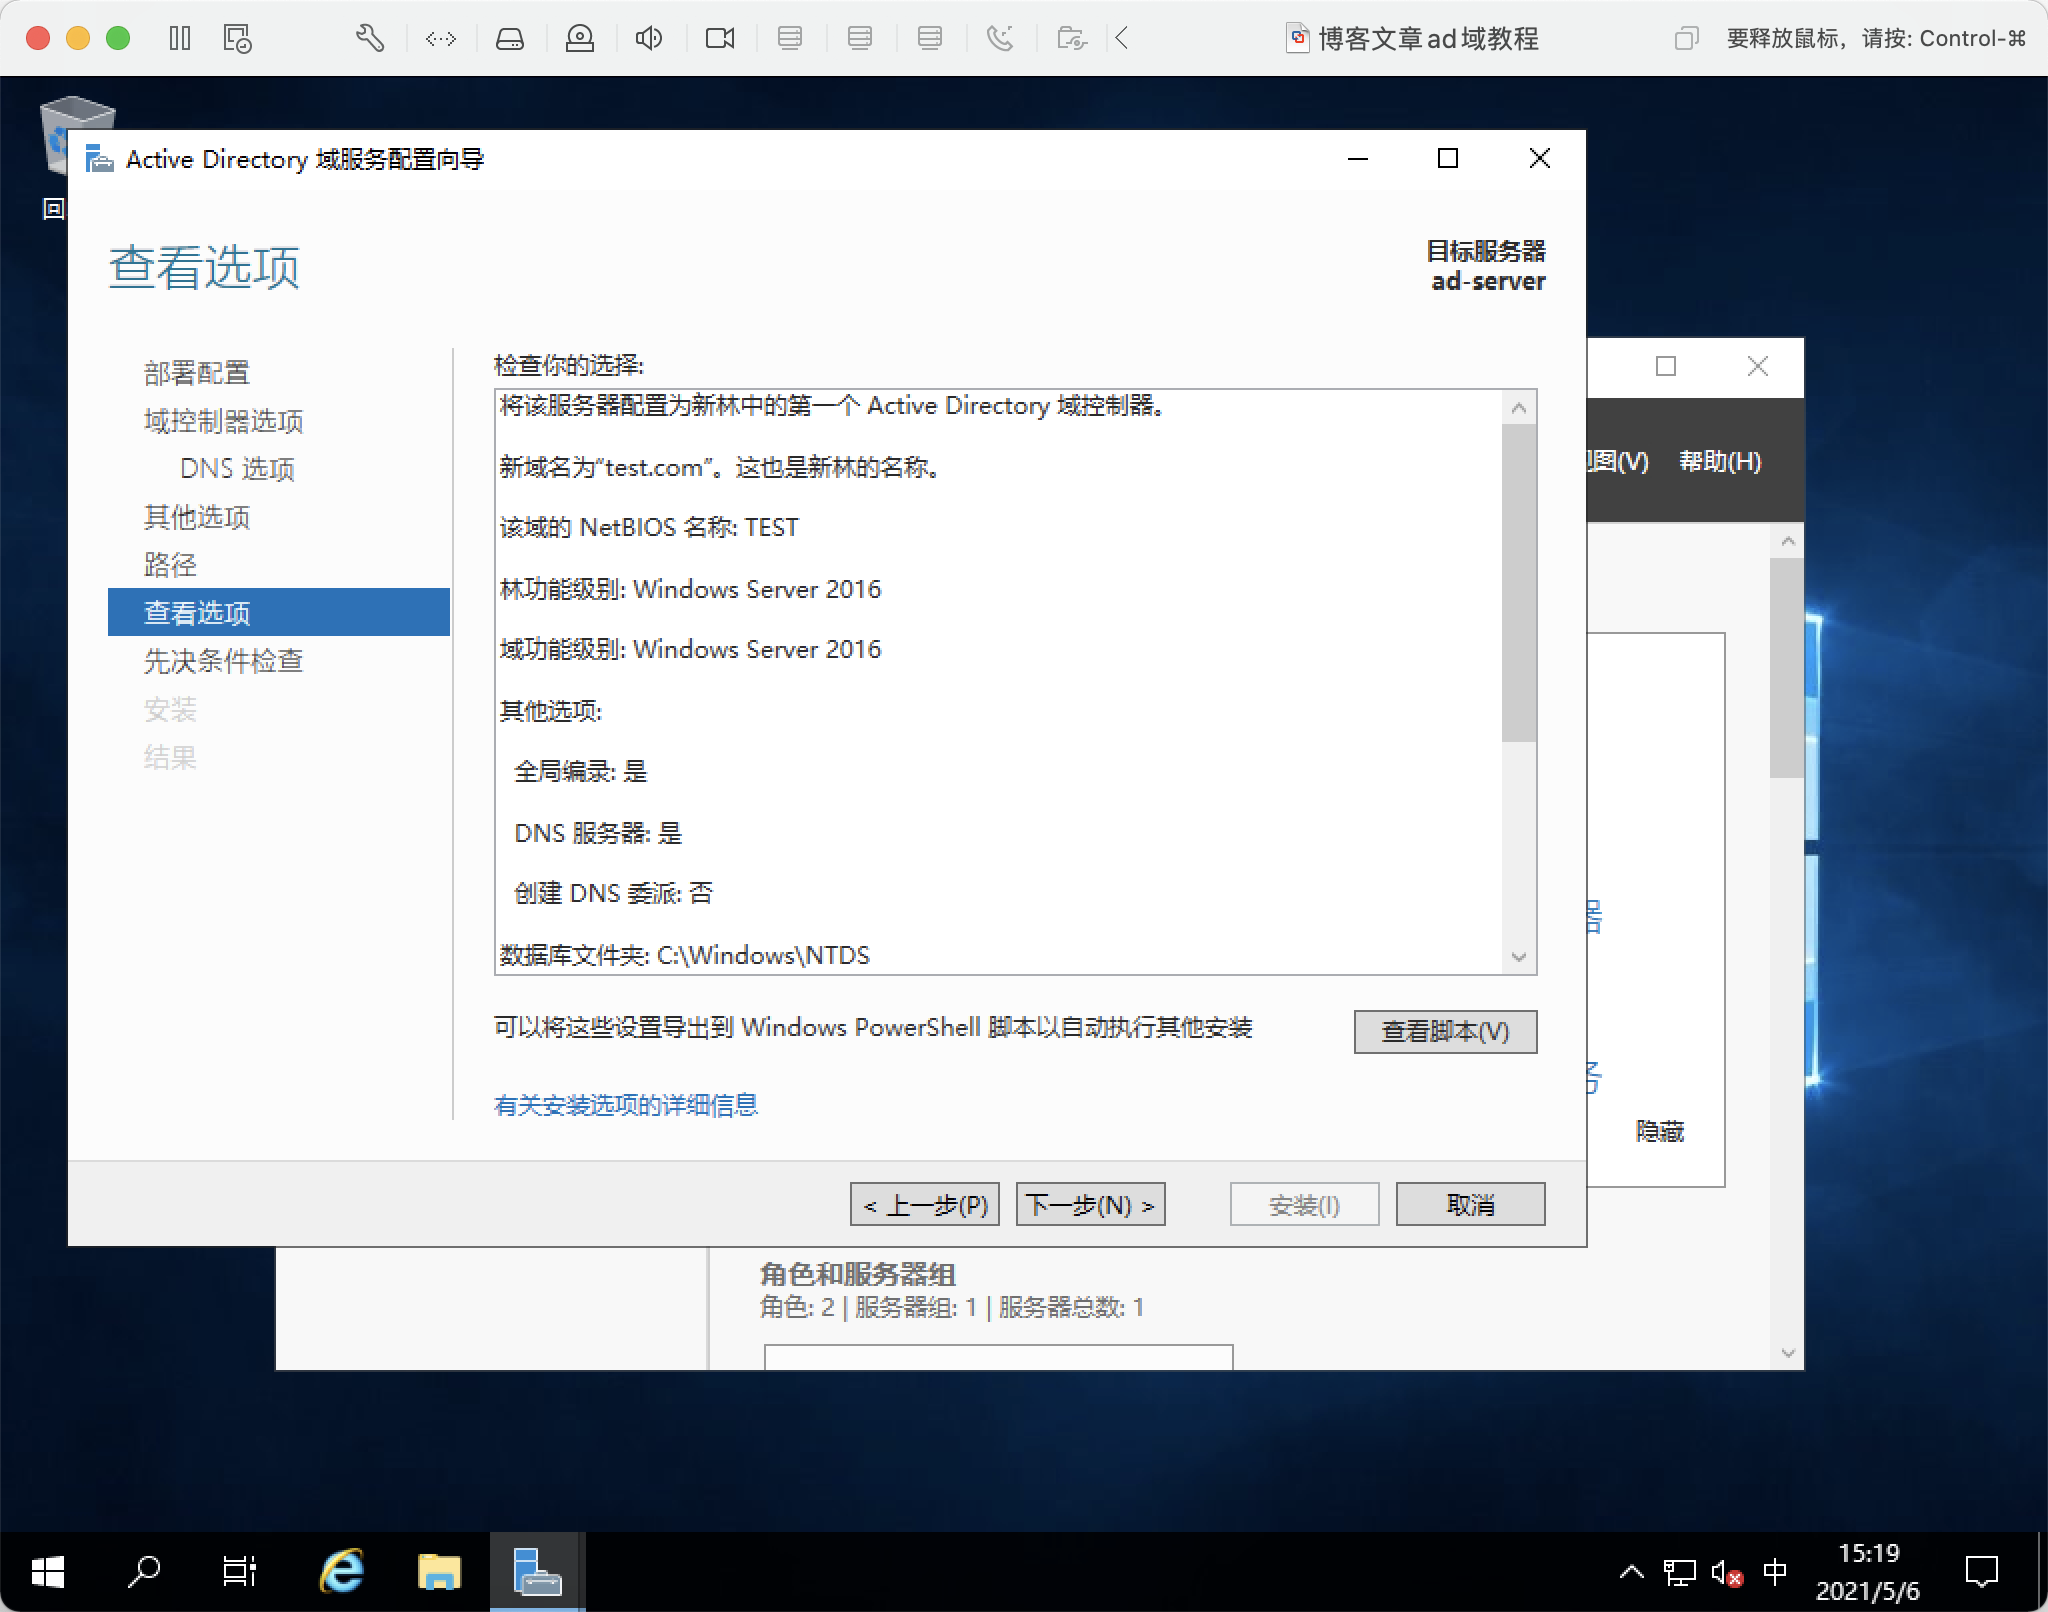 博客文章ad域教程
要释放鼠标，请按: Control-⌘
回
Active Directory 域服务配置向导
查看选项
目标服务器
ad-server
部署配置
域控制器选项
DNS 选项
其他选项
路径
查看选项
先决条件检查
安装
结果
检查你的选择:
将该服务器配置为新林中的第一个 Active Directory 域控制器。
新域名为“test.com”。这也是新林的名称。
该域的 NetBIOS 名称: TEST
林功能级别: Windows Server 2016
域功能级别: Windows Server 2016
其他选项:
全局编录: 是
DNS 服务器: 是
创建 DNS 委派: 否
数据库文件夹: C:\Windows\NTDS
可以将这些设置导出到 Windows PowerShell 脚本以自动执行其他安装
查看脚本(V)
有关安装选项的详细信息
< 上一步(P)
下一步(N) >
安装(I)
取消
图(V)
帮助(H)
器
务
隐藏
角色和服务器组
角色: 2 | 服务器组: 1 | 服务器总数: 1
中
15:19
2021/5/6